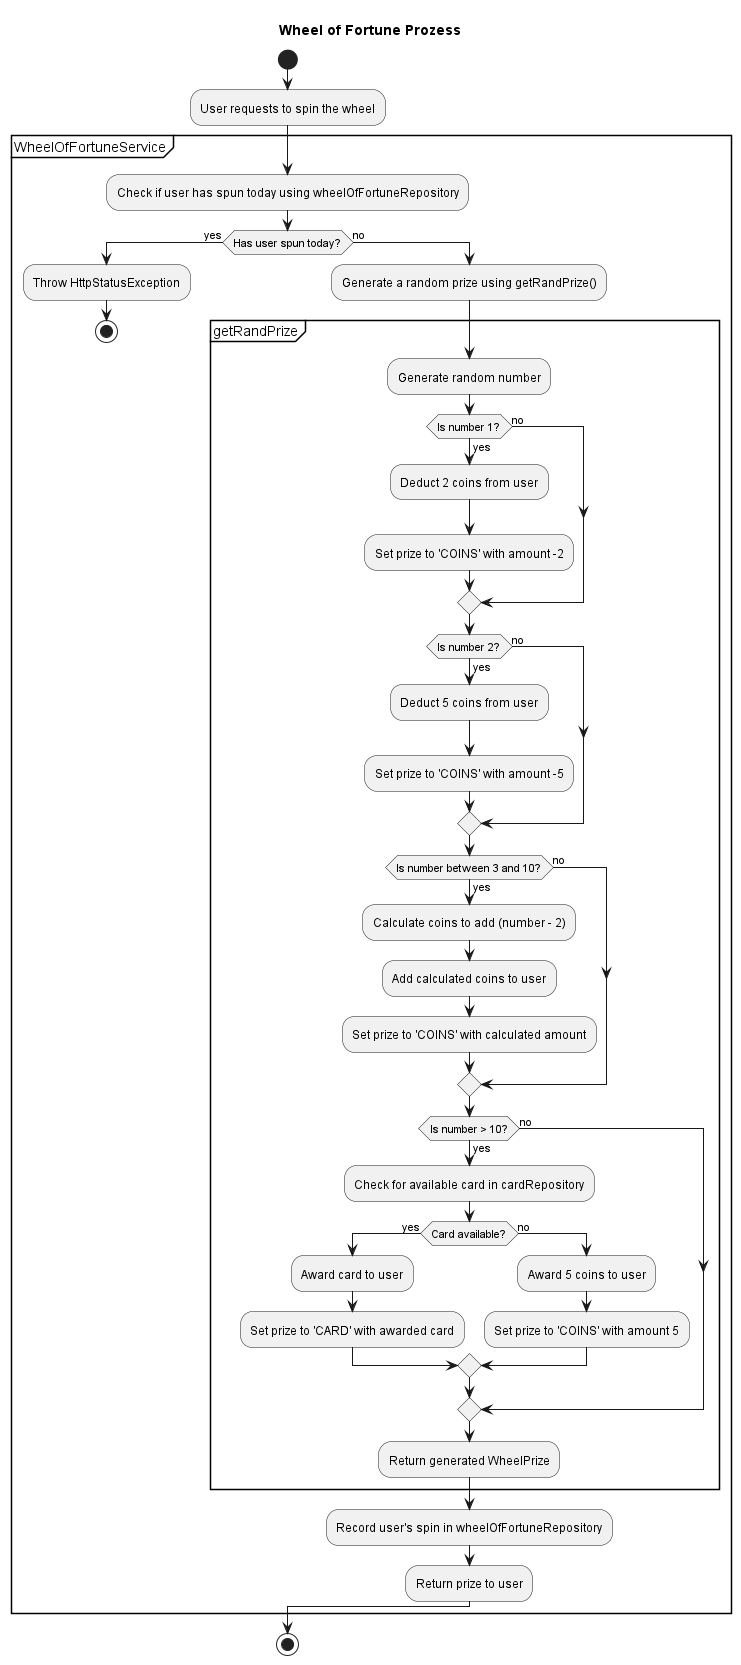 Wheel of Fortune Prozess
User requests to spin the wheel
WheelOfFortuneService
Check if user has spun today using wheelOfFortuneRepository
yes
Has user spun today?
no
Throw HttpStatusException
Generate a random prize using getRandPrize()
getRandPrize
Generate random number
Is number 1?
no
yes
Deduct 2 coins from user
Set prize to 'COINS' with amount -2
Is number 2?
no
yes
Deduct 5 coins from user
Set prize to 'COINS' with amount -5
Is number between 3 and 10?
no
yes
Calculate coins to add (number - 2)
Add calculated coins to user
Set prize to 'COINS' with calculated amount
Is number > 10?
no
yes
Check for available card in cardRepository
yes
Card available?
no
Award card to user
Award 5 coins to user
Set prize to 'CARD' with awarded card
Set prize to 'COINS' with amount 5
Return generated WheelPrize
Record user's spin in wheelOfFortuneRepository
Return prize to user